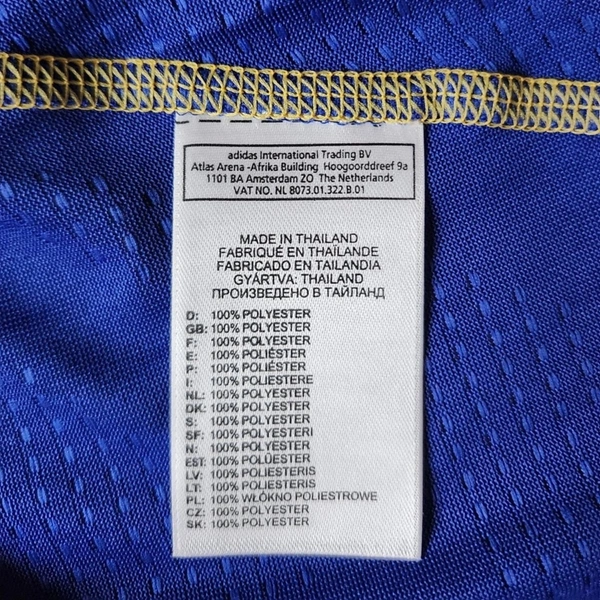 adidas International Trading BV
Atlas Arena -Afrika Building Hoogoorddreef 9a
1101 BA Amsterdam ZO The Netherlands
VAT NO. NL 8073.01.322.B.01
MADE IN THAILAND
FABRIQUÉ EN THAÏLANDE
FABRICADO EN TAILANDIA
GYÁRTVA: THAILAND
ПРОИЗВЕДЕНО В ТАЙЛАНД
D: 100% POLYESTER
GB: 100% POLYESTER
F: 100% POLYESTER
E: 100% POLIÉSTER
P: 100% POLIÉSTER
I: 100% POLIESTERE
NL: 100% POLYESTER
DK: 100% POLYESTER
S: 100% POLYESTER
SF: 100% POLYESTERI
N: 100% POLYESTER
EST: 100% POLÜESTER
LV: 100% POLIESTERIS
LT: 100% POLIESTERIS
PL: 100% WŁÓKNO POLIESTROWE
CZ: 100% POLYESTER
SK: 100% POLYESTER